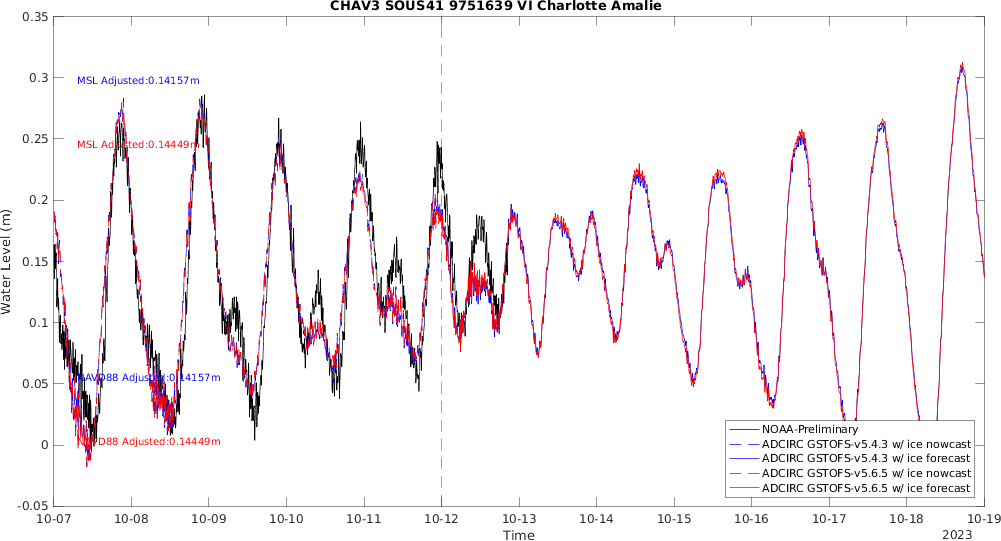 CHAV3 SOUS41 9751639 VI Charlotte Amalie
0.35
0.3
0.25
0.2
0.15
0.1
0.05
0
-0.05
Water Level (m)
MSL Adjusted:0.14157m
MSL Adjusted:0.14449m
NAVD88 Adjusted:0.14157m
NAVD88 Adjusted:0.14449m
NOAA-Preliminary
ADCIRC GSTOFS-v5.4.3 w/ ice nowcast
ADCIRC GSTOFS-v5.4.3 w/ ice forecast
ADCIRC GSTOFS-v5.6.5 w/ ice nowcast
ADCIRC GSTOFS-v5.6.5 w/ ice forecast
10-07 10-08 10-09 10-10 10-11 10-12 10-13 10-14 10-15 10-16 10-17 10-18 10-19
Time
2023